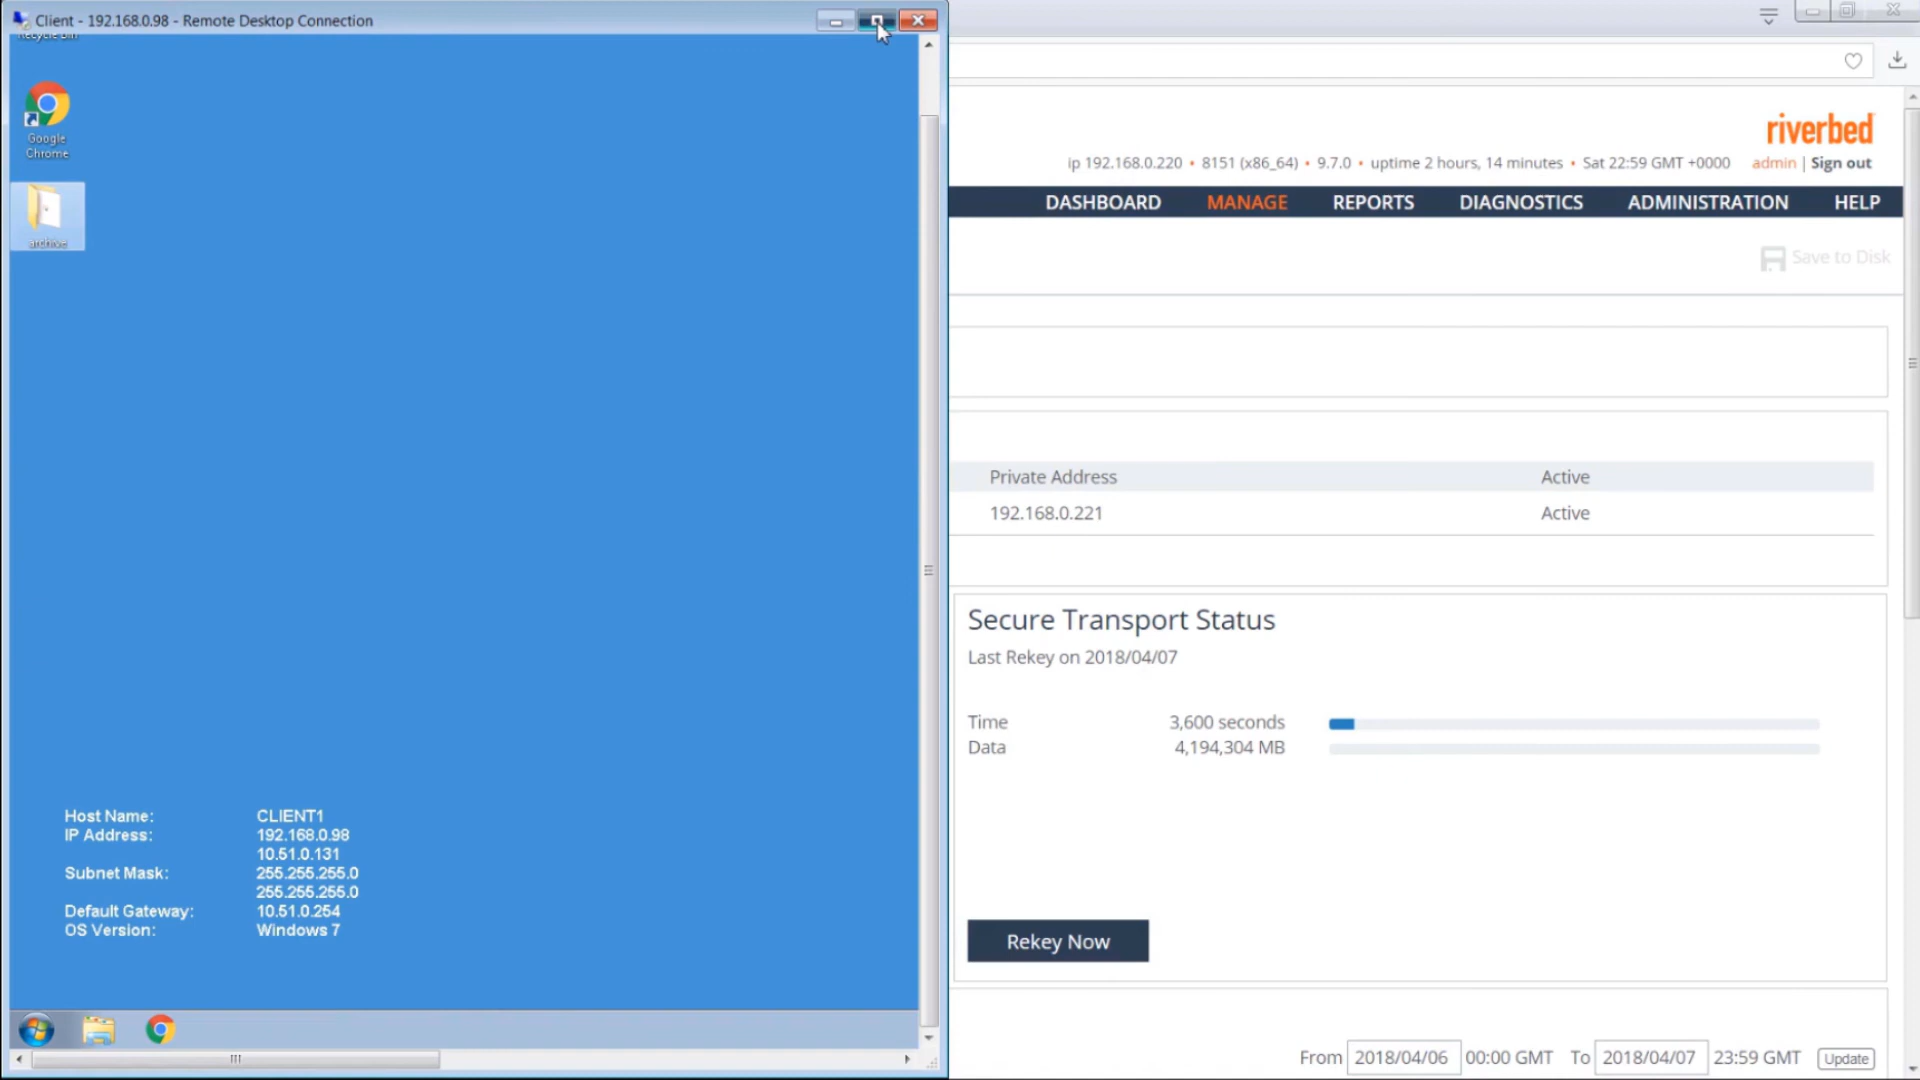 Client - 192.168.0.98 - Remote Desktop Connection
Google
Chrome
archive
Host Name: CLIENT1
IP Address: 192.168.0.98
10.51.0.131
Subnet Mask: 255.255.255.0
255.255.255.0
Default Gateway: 10.51.0.254
OS Version: Windows 7
riverbed
ip 192.168.0.220 • 8151 (x86_64) • 9.7.0 • uptime 2 hours, 14 minutes • Sat 22:59 GMT +0000 admin | Sign out
DASHBOARD MANAGE REPORTS DIAGNOSTICS ADMINISTRATION HELP
Save to Disk
Private Address Active
192.168.0.221 Active
Secure Transport Status
Last Rekey on 2018/04/07
Time 3,600 seconds
Data 4,194,304 MB
Rekey Now
From 2018/04/06 00:00 GMT To 2018/04/07 23:59 GMT Update